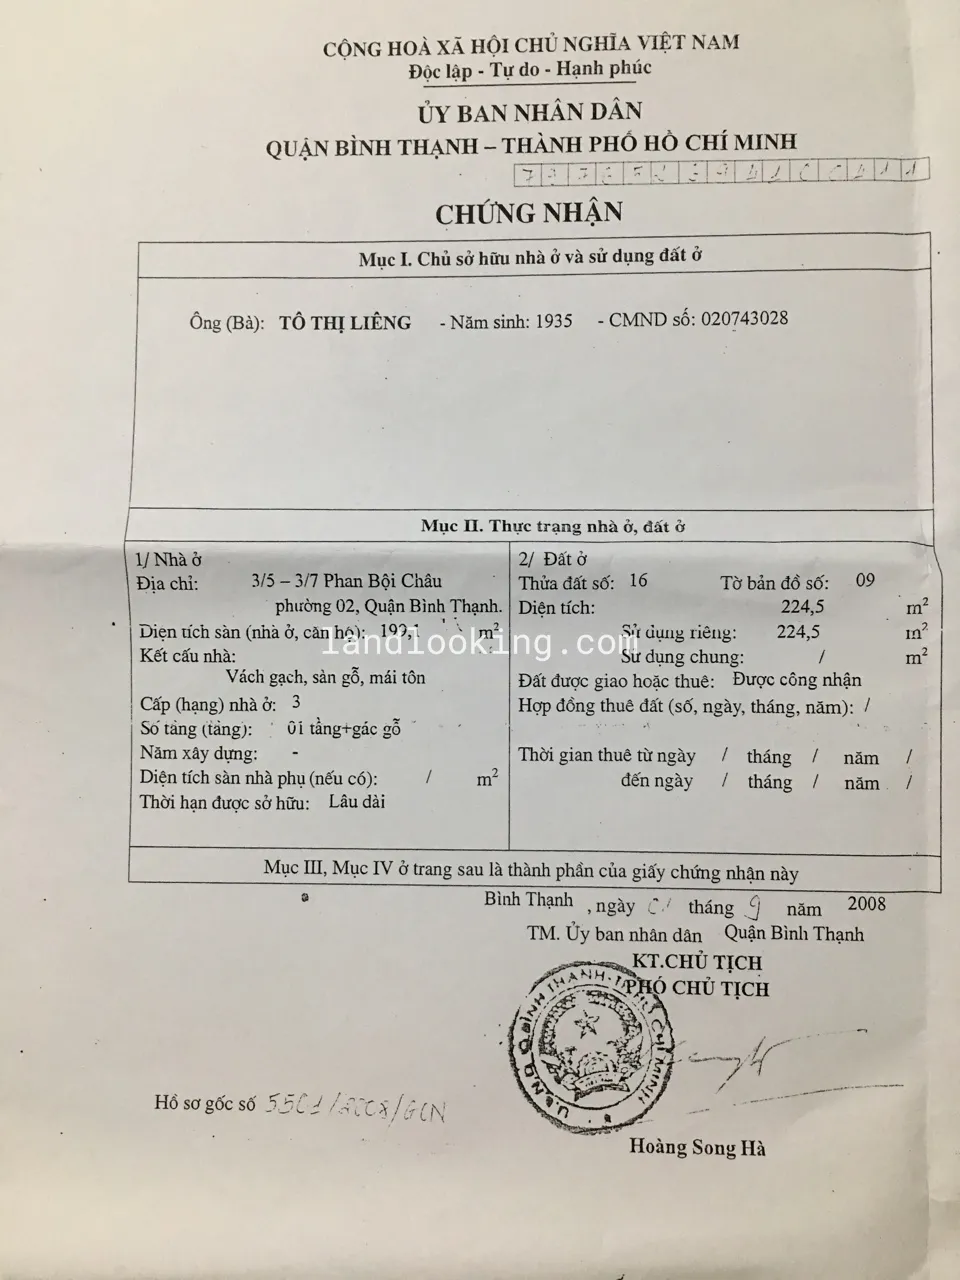 CỘNG HOÀ XÃ HỘI CHỦ NGHĨA VIỆT NAM
Độc lập - Tự do - Hạnh phúc
ỦY BAN NHÂN DÂN
QUẬN BÌNH THẠNH – THÀNH PHỐ HỒ CHÍ MINH
CHỨNG NHẬN
Mục I. Chủ sở hữu nhà ở và sử dụng đất ở
Ông (Bà): TÔ THỊ LIÊNG - Năm sinh: 1935 - CMND số: 020743028
Mục II. Thực trạng nhà ở, đất ở
1/ Nhà ở
Địa chỉ: 3/5 – 3/7 Phan Bội Châu
phường 02, Quận Bình Thạnh.
Diện tích sàn (nhà ở, căn hộ): 199,1 m²
Kết cấu nhà:
Vách gạch, sàn gỗ, mái tôn
Cấp (hạng) nhà ở: 3
Số tầng (tầng): 01 tầng+gác gỗ
Năm xây dựng: -
Diện tích sàn nhà phụ (nếu có): / m²
Thời hạn được sở hữu: Lâu dài
2/ Đất ở
Thửa đất số: 16 Tờ bản đồ số: 09
Diện tích: 224,5 m²
Sử dụng riêng: 224,5 m²
Sử dụng chung: / m²
Đất được giao hoặc thuê: Được công nhận
Hợp đồng thuê đất (số, ngày, tháng, năm): /
Thời gian thuê từ ngày / tháng / năm /
đến ngày / tháng / năm /
landlooking.com
Mục III, Mục IV ở trang sau là thành phần của giấy chứng nhận này
Bình Thạnh , ngày tháng 9 năm 2008
TM. Ủy ban nhân dân Quận Bình Thạnh
KT.CHỦ TỊCH
PHÓ CHỦ TỊCH
U.B.N.D Q.BÌNH THẠNH-T.P HỒ CHÍ MINH
Hồ sơ gốc số 5501/2008/GCN
Hoàng Song Hà